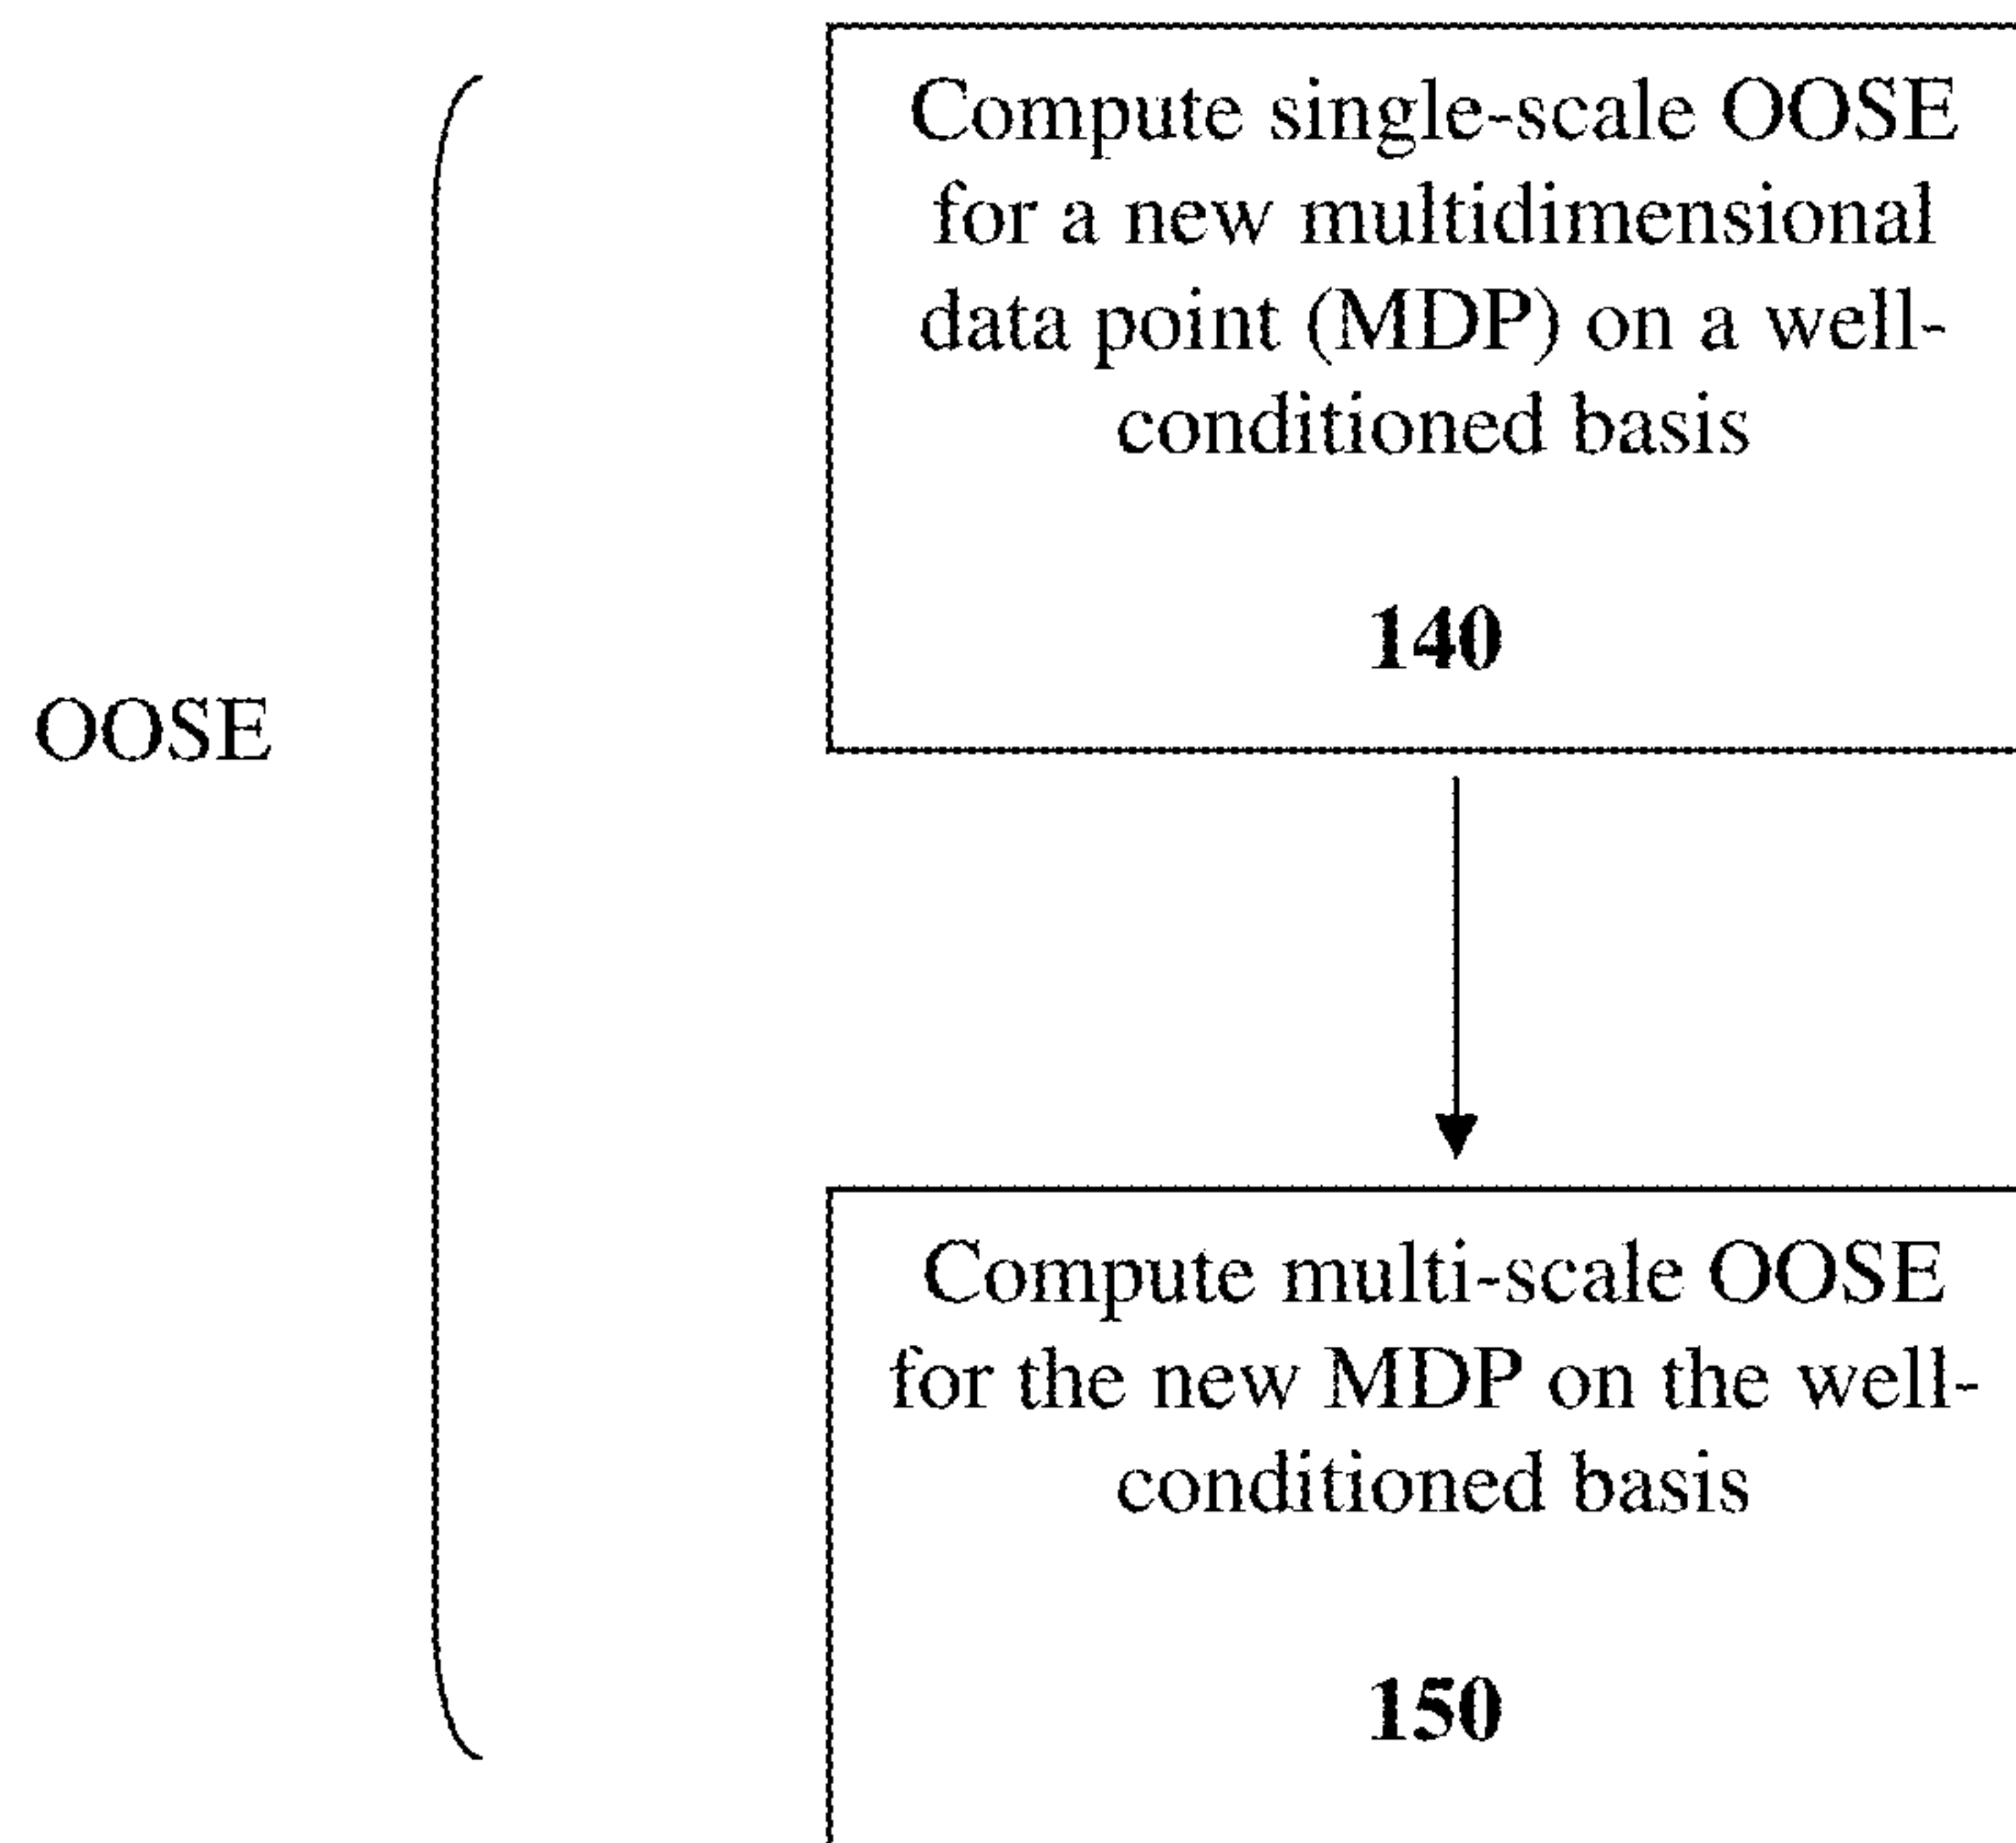 Compute single-scale OOSE
for a new multidimensional
data point (MDP) on a well-
conditioned basis
140
OOSE
Compute multi-scale OOSE
for the new MDP on the well-
conditioned basis
150